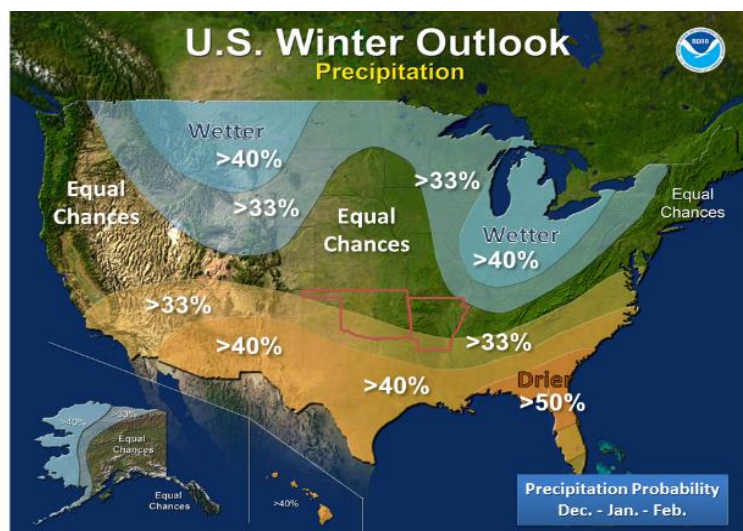 U.S. Winter Outlook
Precipitation
NOAA
Wetter
>40%
Equal
Chances
>33%
Equal
Chances
>33%
Wetter
>40%
Equal
Chances
>33%
>40%
>40%
>33%
Drier
>50%
>40%
>33%
Equal
Chances
Equal
Chances
>40%
Precipitation Probability
Dec. - Jan. - Feb.